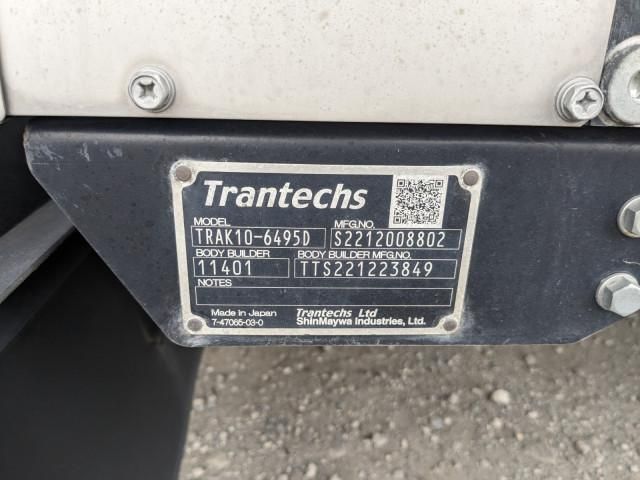 Trantechs
MODEL MFG.NO.
TRAK10-6495D S2212008802
BODY BUILDER BODY BUILDER MFG.NO.
11401 TTS221223849
NOTES
Made in Japan Trantechs Ltd
7-47065-03-0 ShinMaywa Industries, Ltd.